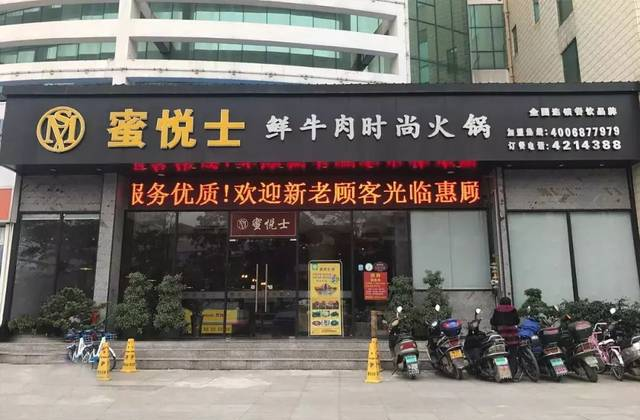 蜜悦士 鲜牛肉时尚火锅
全国连锁餐饮品牌
加盟热线:4006877979
订餐电话:4214388
服务优质!欢迎新老顾客光临惠顾
蜜悦士